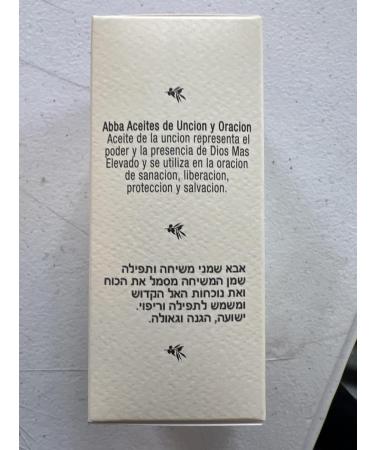 Abba Aceites de Uncion y Oracion
Aceite de la uncion representa el
poder y la presencia de Dios Mas
Elevado y se utiliza en la oracion
de sanacion, liberacion,
proteccion y salvacion.
אבא שמני משיחה ותפילה
שמן המשיחה מסמל את הכוח
ואת נוכחות האל הקדוש
ומשמש לתפילה וריפוי.
ישועה, הגנה וגאולה.